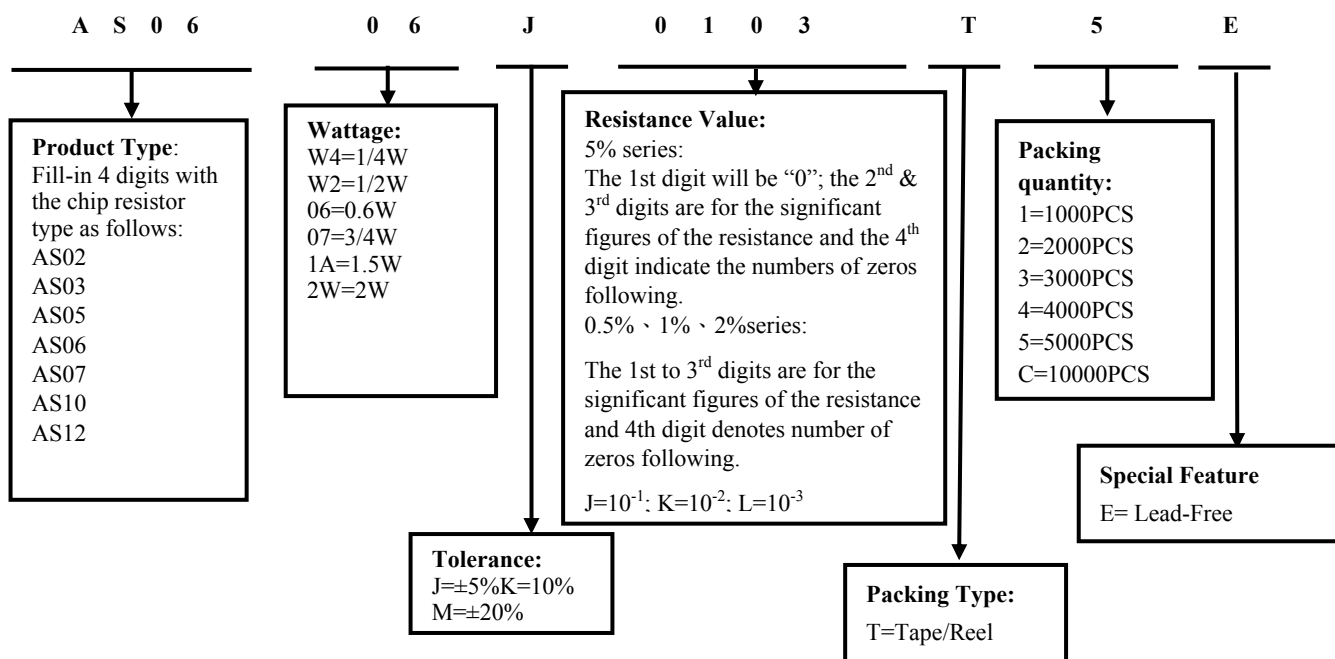 A S 0 6 0 6 J 0 1 0 3 T 5 E
Product Type:
Fill-in 4 digits with
the chip resistor
type as follows:
AS02
AS03
AS05
AS06
AS07
AS10
AS12
Wattage:
W4=1/4W
W2=1/2W
06=0.6W
07=3/4W
1A=1.5W
2W=2W
Resistance Value:
5% series:
The 1st digit will be “0”; the 2nd &
3rd digits are for the significant
figures of the resistance and the 4th
digit indicate the numbers of zeros
following.
0.5%、1%、2%series:
The 1st to 3rd digits are for the
significant figures of the resistance
and 4th digit denotes number of
zeros following.
J=10-1; K=10-2; L=10-3
Packing
quantity:
1=1000PCS
2=2000PCS
3=3000PCS
4=4000PCS
5=5000PCS
C=10000PCS
Special Feature
E= Lead-Free
Tolerance:
J=±5%K=10%
M=±20%
Packing Type:
T=Tape/Reel